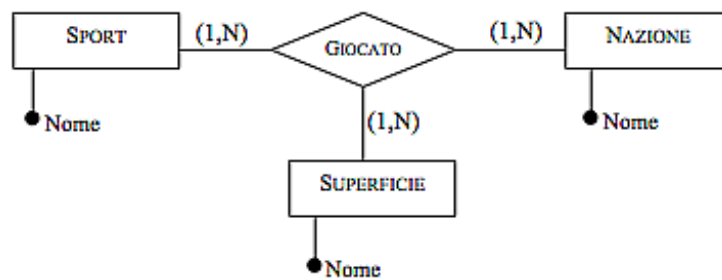 SPORT (1,N) GIOCATO (1,N) NAZIONE
Nome (1,N) Nome
SUPERFICIE
Nome